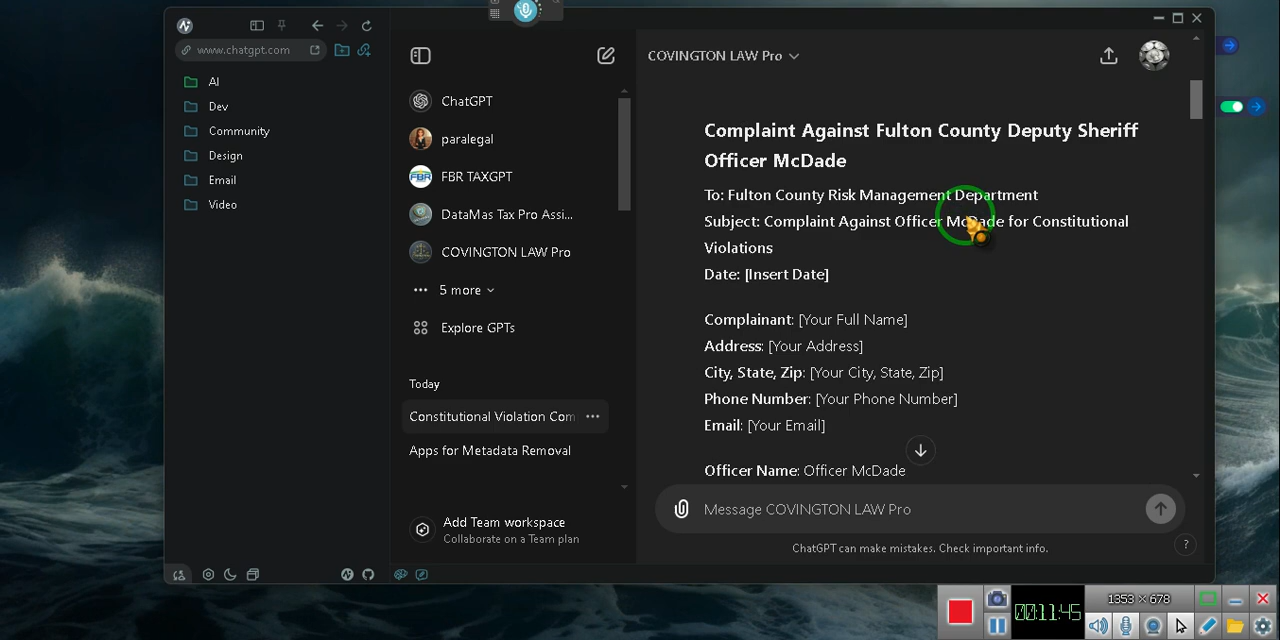 www.chatgpt.com
AI
Dev
Community
Design
Email
Video
ChatGPT
paralegal
FBR TAXGPT
DataMas Tax Pro Assi...
COVINGTON LAW Pro
5 more
Explore GPTs
Today
Constitutional Violation Com
Apps for Metadata Removal
Add Team workspace
Collaborate on a Team plan
COVINGTON LAW Pro
Complaint Against Fulton County Deputy Sheriff
Officer McDade
To: Fulton County Risk Management Department
Subject: Complaint Against Officer McDade for Constitutional
Violations
Date: [Insert Date]
Complainant: [Your Full Name]
Address: [Your Address]
City, State, Zip: [Your City, State, Zip]
Phone Number: [Your Phone Number]
Email: [Your Email]
Officer Name: Officer McDade
Message COVINGTON LAW Pro
ChatGPT can make mistakes. Check important info.
?
00:11:45
1353 × 678